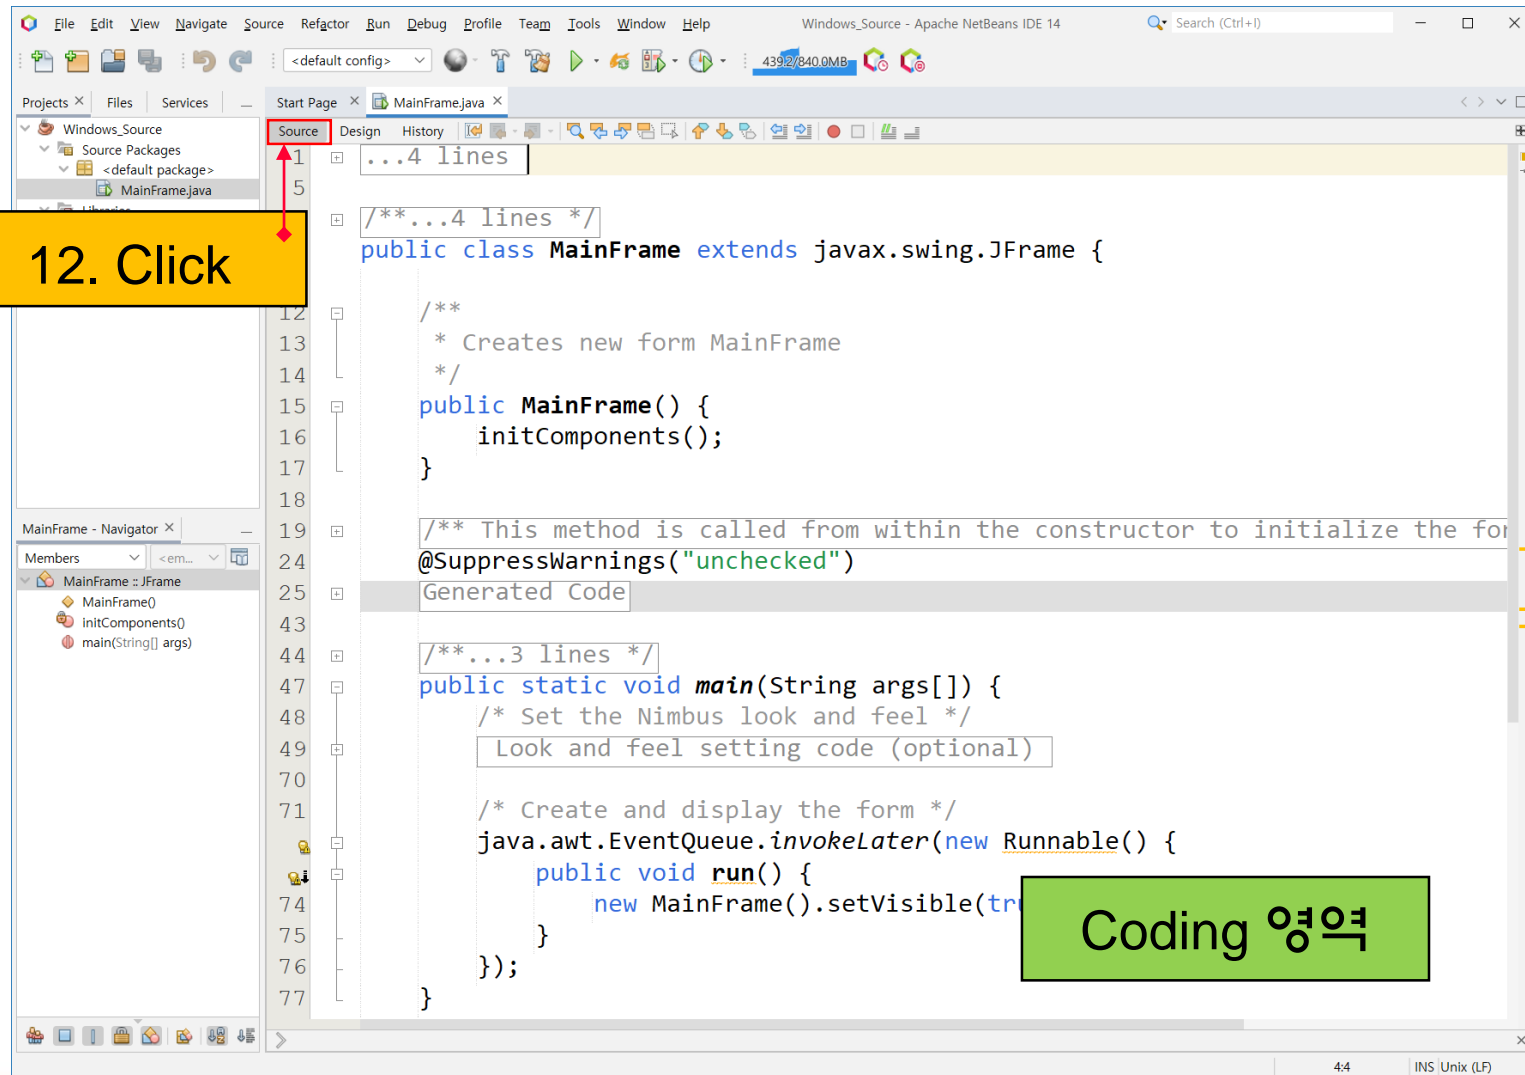 File Edit View Navigate Source Refactor Run Debug Profile Team Tools Window Help Windows_Source - Apache NetBeans IDE 14 Search (Ctrl+I)
<default config> 439.2/840.0MB
Projects Files Services Start Page MainFrame.java
Windows_Source
Source Packages
<default package>
MainFrame.java
Source Design History
12. Click
1 ...4 lines
5
/**...4 lines */
public class MainFrame extends javax.swing.JFrame {
12 /**
13 * Creates new form MainFrame
14 */
15 public MainFrame() {
16 initComponents();
17 }
18
19 /** This method is called from within the constructor to initialize the for
24 @SuppressWarnings("unchecked")
25 Generated Code
43
44 /**...3 lines */
47 public static void main(String args[]) {
48 /* Set the Nimbus look and feel */
49 Look and feel setting code (optional)
70
71 /* Create and display the form */
java.awt.EventQueue.invokeLater(new Runnable() {
public void run() {
74 new MainFrame().setVisible(tru
75 }
76 });
77 }
Coding 영역
MainFrame - Navigator
Members <em...
MainFrame :: JFrame
MainFrame()
initComponents()
main(String[] args)
4:4 INS Unix (LF)